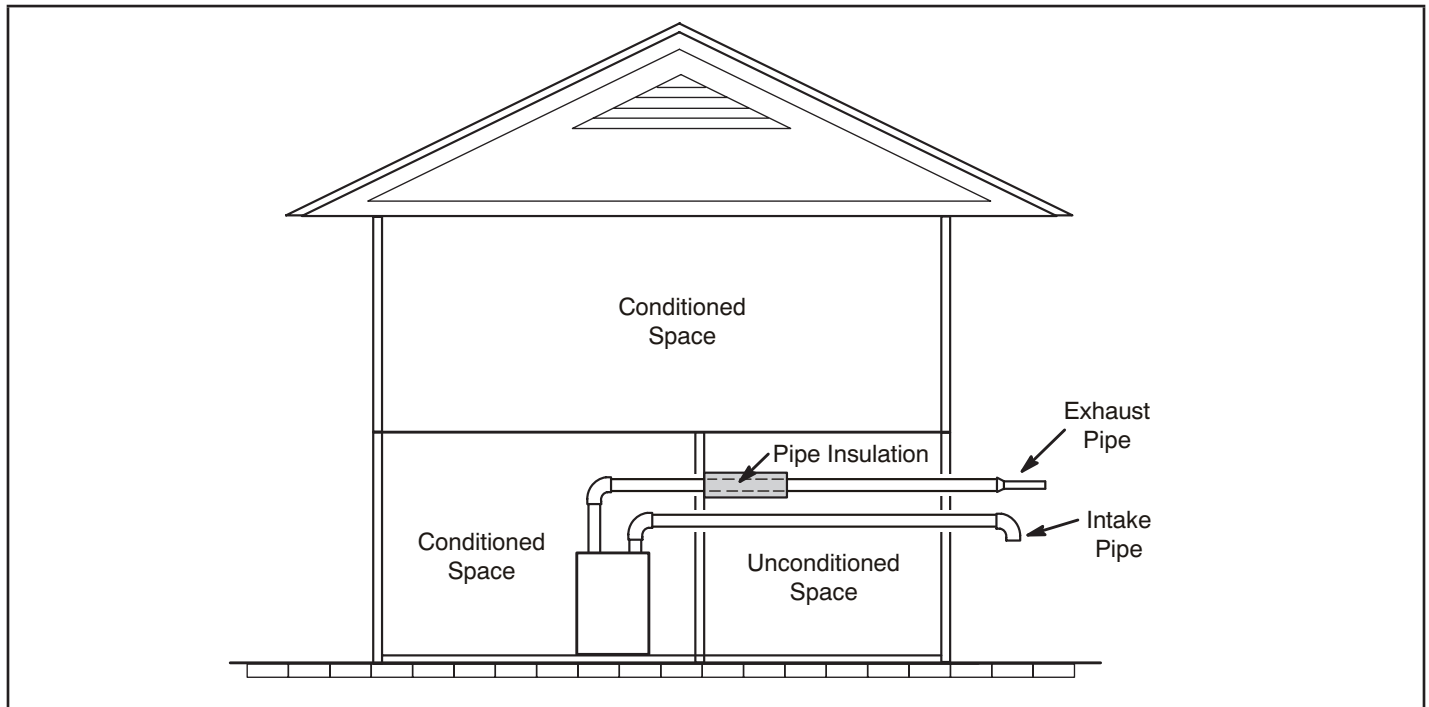 Conditioned
Space
Exhaust
Pipe
Pipe Insulation
Conditioned
Space
Unconditioned
Space
Intake
Pipe